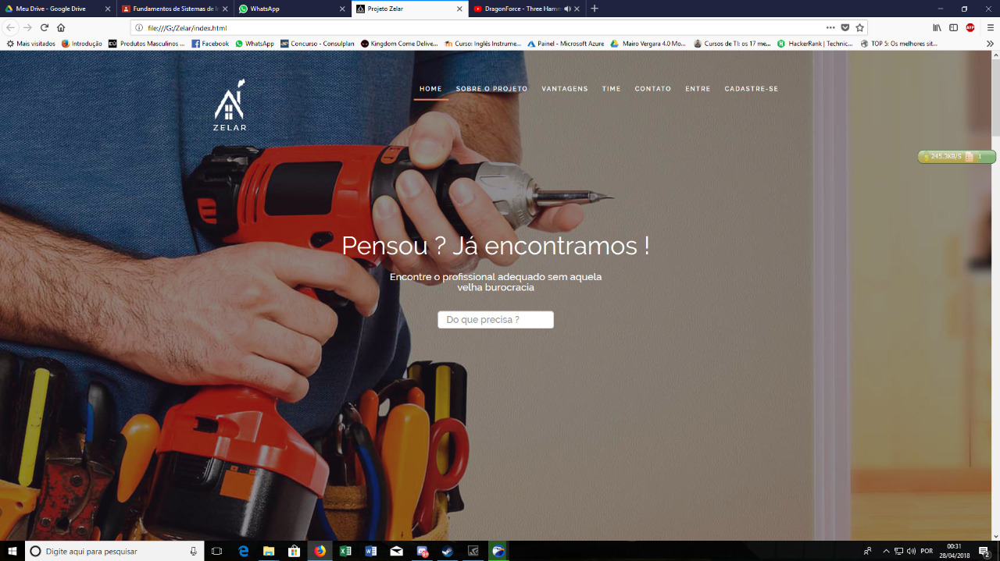 Meu Drive - Google Drive
Fundamentos de Sistemas de I
WhatsApp
Projeto Zelar
DragonForce - Three Hamm
file:///G:/Zelar/index.html
Mais visitados
Introdução
Produtos Masculinos ...
Facebook
WhatsApp
Concurso - Consulplan
Kingdom Come Delive...
Curso: Inglês Instrume...
Painel - Microsoft Azure
Mairo Vergara 4.0 Mo...
Cursos de TI: os 17 me...
HackerRank | Technic...
TOP 5: Os melhores sit...
ZELAR
HOME
SOBRE O PROJETO
VANTAGENS
TIME
CONTATO
ENTRE
CADASTRE-SE
245.3KB/S 1
Pensou ? Já encontramos !
Encontre o profissional adequado sem aquela
velha burocracia
Do que precisa ?
Digite aqui para pesquisar
POR
00:31
28/04/2018
2